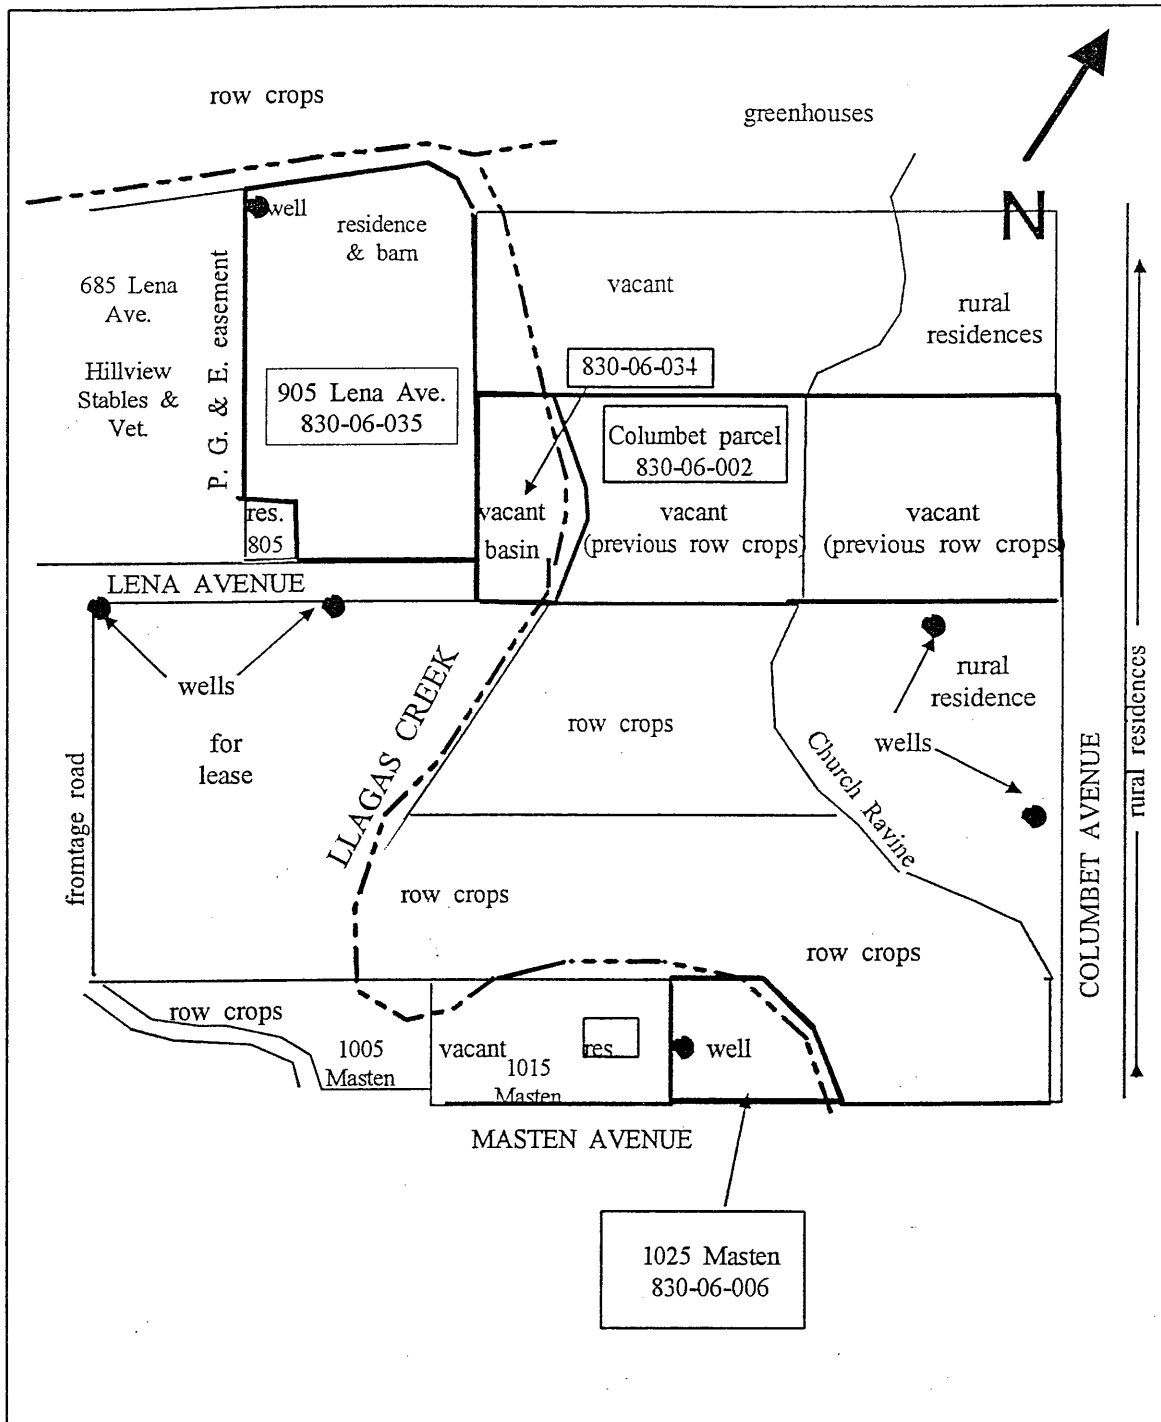 row crops
greenhouses
N
well
residence
& barn
685 Lena
Ave.
Hillview
Stables &
Vet.
P. G. & E. easement
vacant
rural
residences
830-06-034
905 Lena Ave.
830-06-035
Columbet parcel
830-06-002
res.
805
vacant
basin
vacant
(previous row crops)
vacant
(previous row crops)
LENA AVENUE
wells
for
lease
LLAGAS CREEK
row crops
rural
residence
wells
Church Ravine
rural residences
COLUMBET AVENUE
fromtage road
row crops
row crops
row crops
1005
Masten
vacant
1015
Masten
res.
well
MASTEN AVENUE
1025 Masten
830-06-006